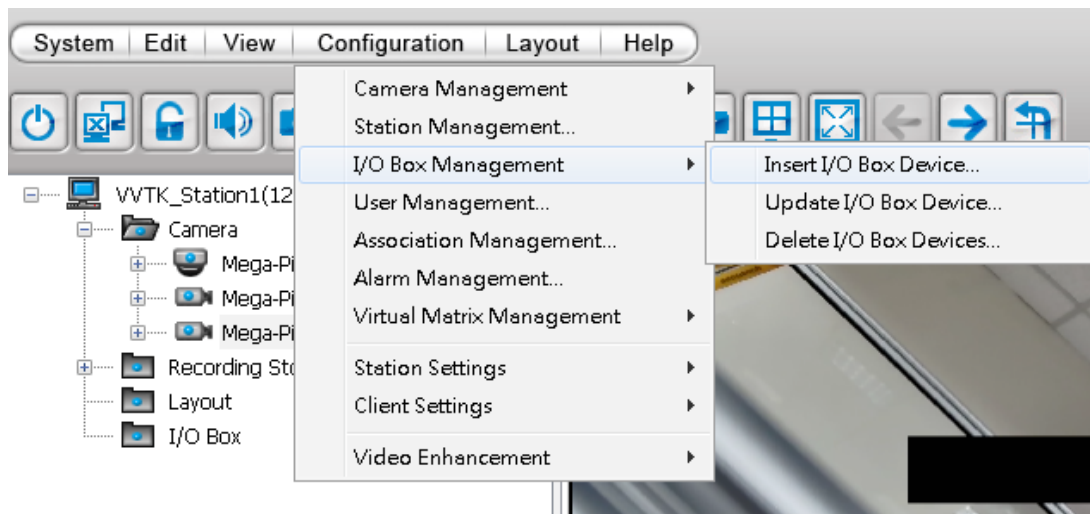 System Edit View Configuration Layout Help
Camera Management
Station Management...
I/O Box Management
Insert I/O Box Device...
User Management...
Update I/O Box Device...
Association Management...
Delete I/O Box Devices...
Alarm Management...
Virtual Matrix Management
Station Settings
Client Settings
Video Enhancement
VVTK_Station1(12
Camera
Mega-Pi
Mega-Pi
Mega-Pi
Recording Sto
Layout
I/O Box